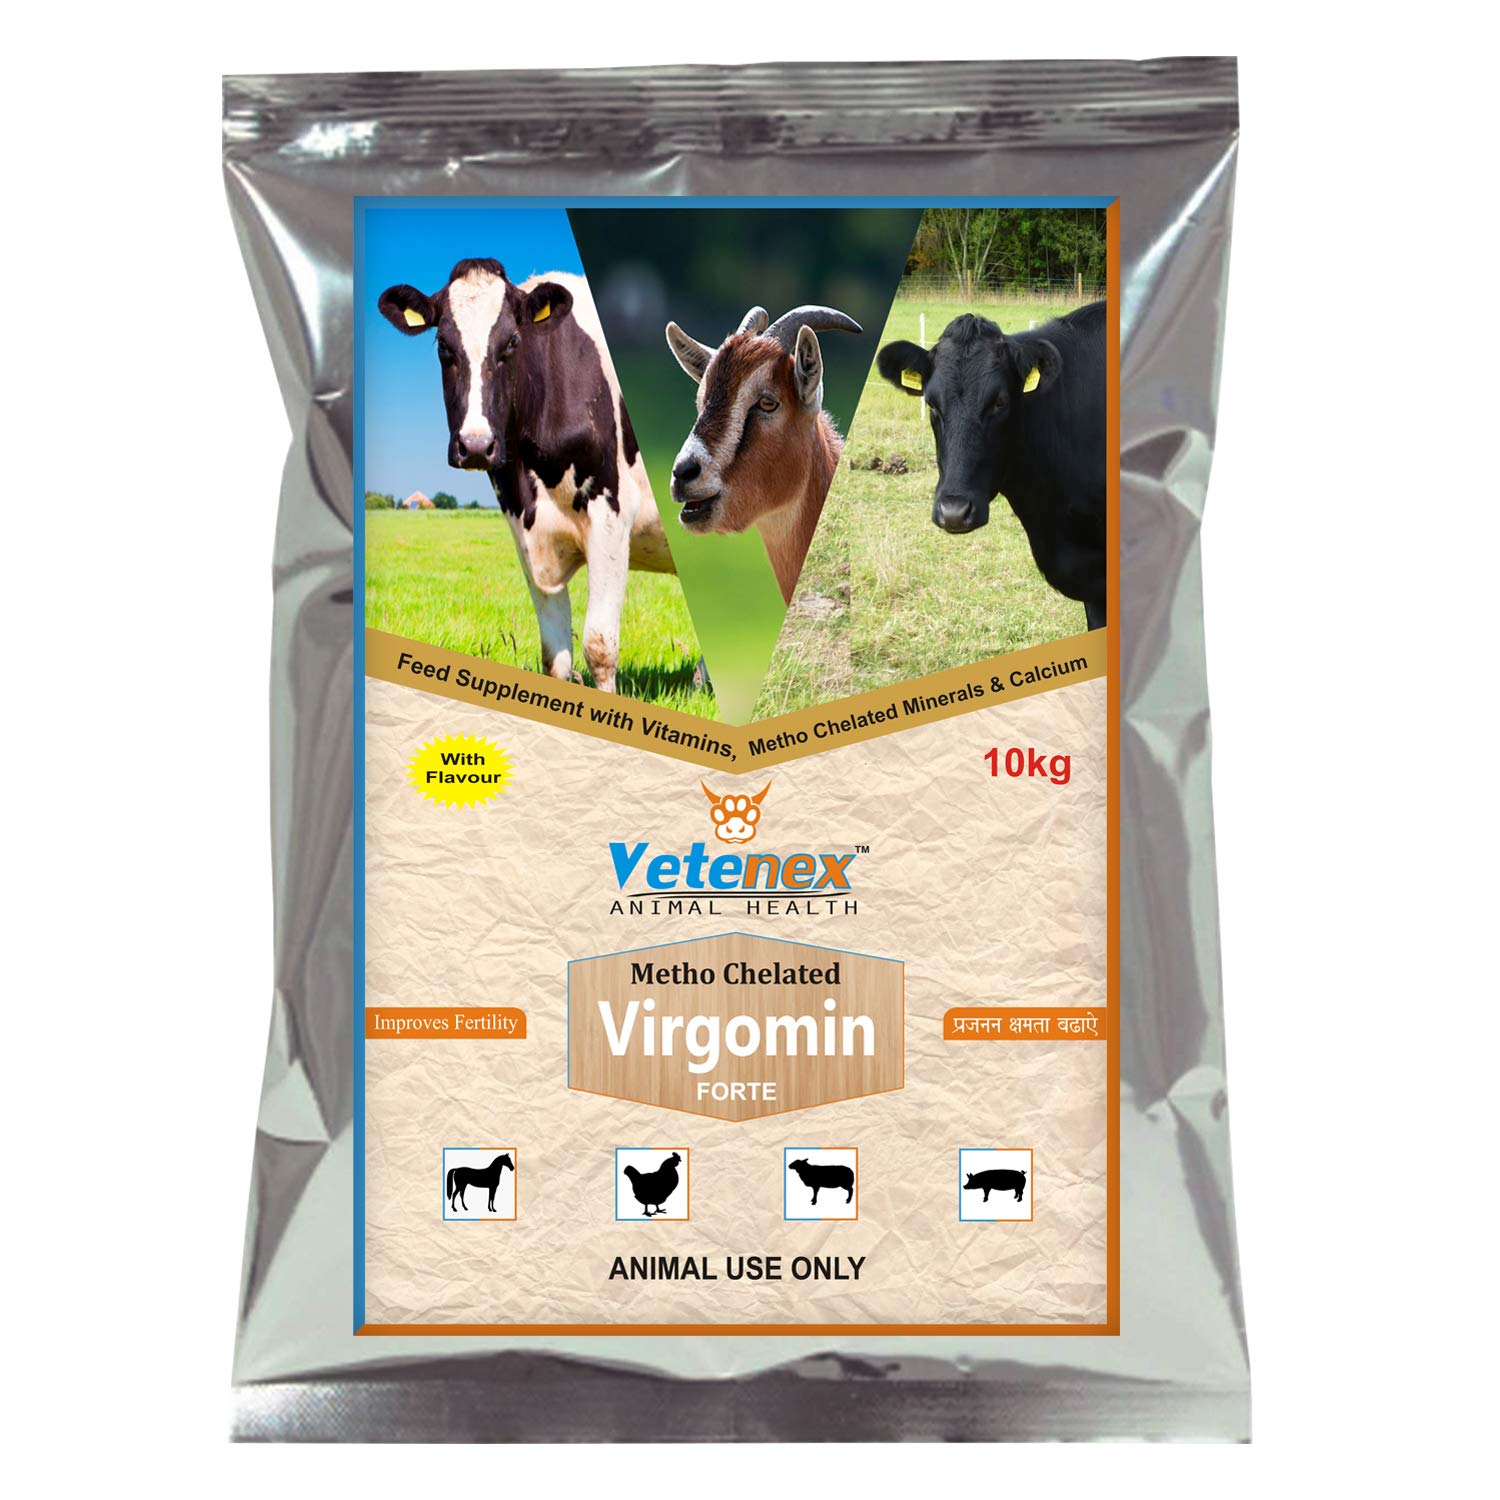 Feed Supplement with Vitamins, Metho Chelated Minerals & Calcium
With
Flavour
10kg
Vetenex™
ANIMAL HEALTH
Metho Chelated
Improves Fertility
Virgomin
प्रजनन क्षमता बढाऐ
FORTE
ANIMAL USE ONLY